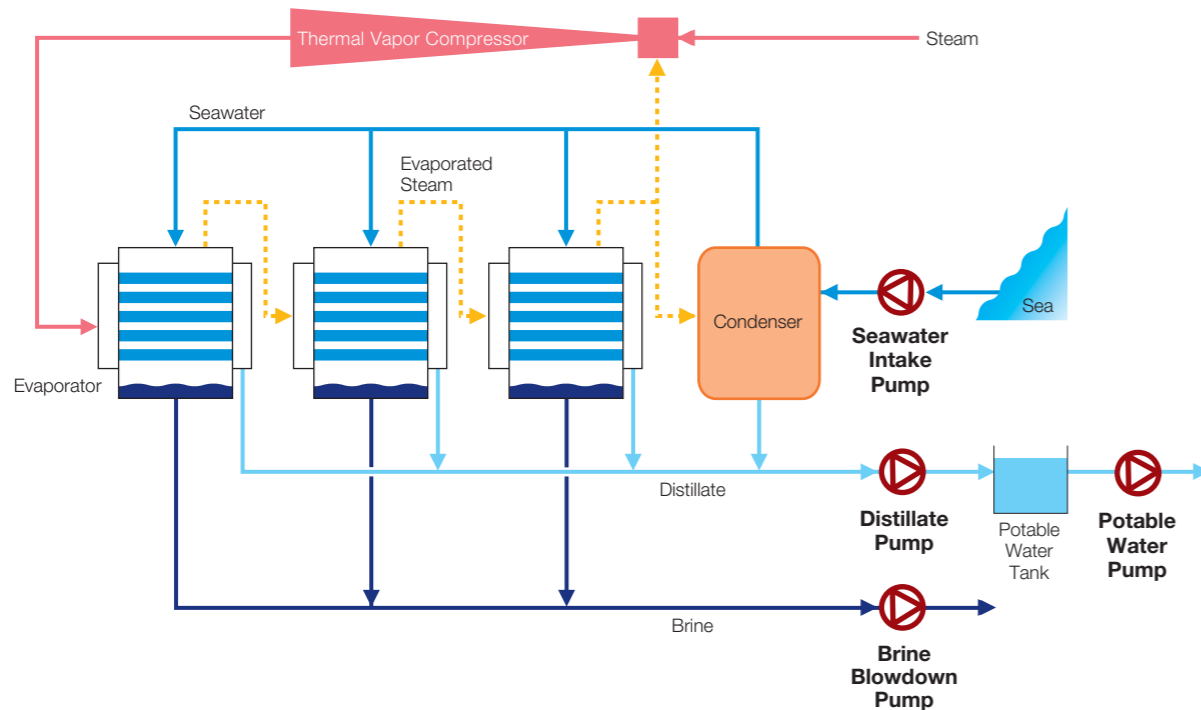 Thermal Vapor Compressor
Steam
Seawater
Evaporated
Steam
Condenser
Sea
Seawater
Intake
Pump
Evaporator
Distillate
Distillate
Pump
Potable
Water
Tank
Potable
Water
Pump
Brine
Brine
Blowdown
Pump